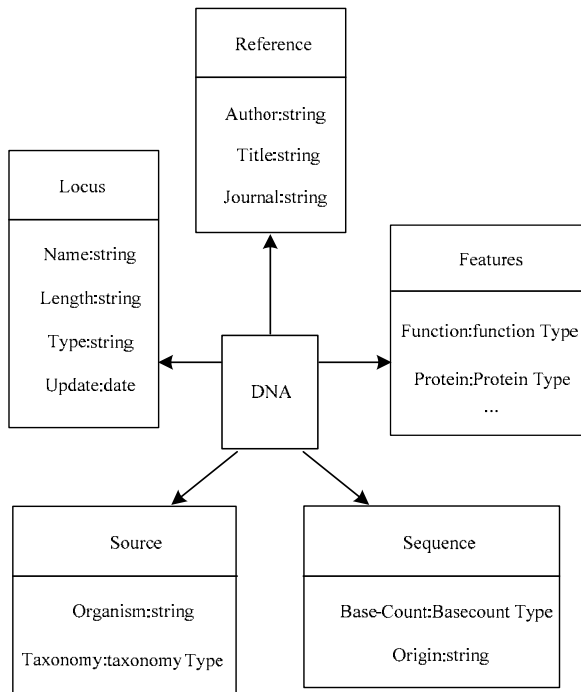 Reference
Author:string
Title:string
Journal:string
Locus
Name:string
Length:string
Type:string
Update:date
Features
Function:function Type
Protein:Protein Type
...
DNA
Source
Organism:string
Taxonomy:taxonomy Type
Sequence
Base-Count:Basecount Type
Origin:string